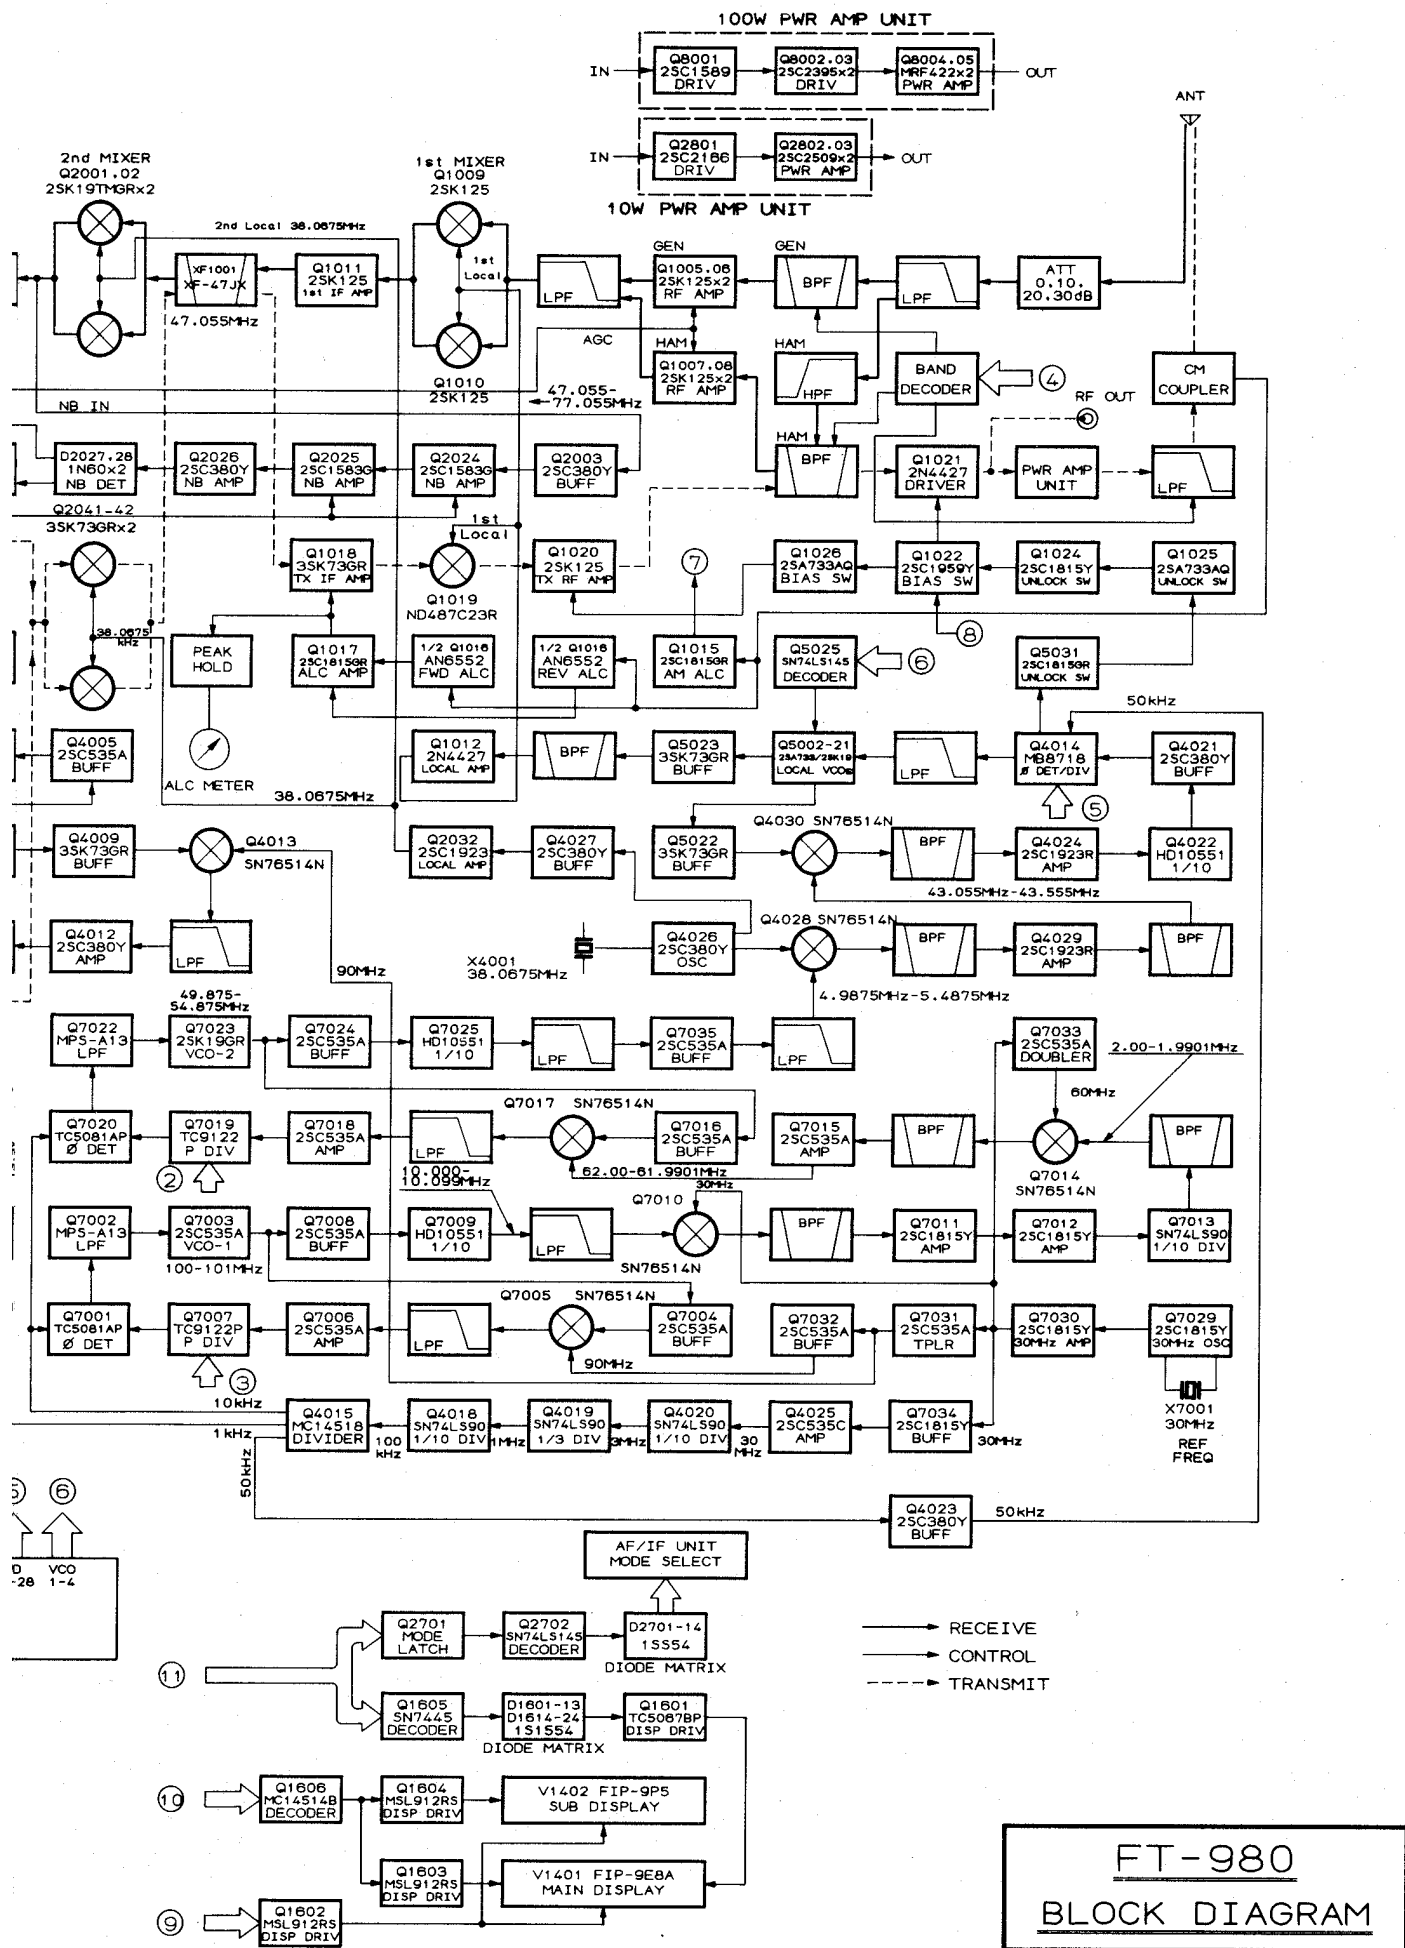 100W PWR AMP UNIT
IN
Q8001
2SC1589
DRIV
Q8002.03
2SC2395x2
DRIV
Q8004.05
MRF422x2
PWR AMP
OUT
IN
Q2801
2SC2166
DRIV
Q2802.03
2SC2509x2
PWR AMP
OUT
10W PWR AMP UNIT
ANT
2nd MIXER
Q2001.02
2SK19TMGRx2
1st MIXER
Q1009
2SK125
2nd Local 38.0675MHz
XF1001
XF-47JX
47.055MHz
Q1011
2SK125
1st IF AMP
1st
Local
Q1010
2SK125
LPF
GEN
Q1005.06
2SK125x2
RF AMP
GEN
BPF
LPF
ATT
0.10.
20.30dB
AGC
HAM
Q1007.08
2SK125x2
RF AMP
HAM
HPF
BAND
DECODER
④
CM
COUPLER
RF OUT
NB IN
47.055-
77.055MHz
D2027.28
1N60x2
NB DET
Q2026
2SC380Y
NB AMP
Q2025
2SC1583G
NB AMP
Q2024
2SC1583G
NB AMP
Q2003
2SC380Y
BUFF
HAM
BPF
Q1021
2N4427
DRIVER
PWR AMP
UNIT
LPF
Q2041-42
3SK73GRx2
38.0675
kHz
Q1018
3SK73GR
TX IF AMP
1st
Local
Q1019
ND487C23R
Q1020
2SK125
TX RF AMP
⑦
Q1026
2SA733AQ
BIAS SW
Q1022
2SC1959Y
BIAS SW
Q1024
2SC1815Y
UNLOCK SW
Q1025
2SA733AQ
UNLOCK SW
⑧
PEAK
HOLD
Q1017
2SC1815GR
ALC AMP
1/2 Q1016
AN6552
FWD ALC
1/2 Q1016
AN6552
REV ALC
Q1015
2SC1815GR
AM ALC
Q5025
SN74LS145
DECODER
⑥
Q5031
2SC1815GR
UNLOCK SW
50kHz
Q4005
2SC535A
BUFF
ALC METER
38.0675MHz
Q1012
2N4427
LOCAL AMP
BPF
Q5023
3SK73GR
BUFF
Q5002-21
2SA733/2SK19
LOCAL VCOs
LPF
Q4014
MB8718
Ø DET/DIV
Q4021
2SC380Y
BUFF
⑤
Q4009
3SK73GR
BUFF
Q4013
SN76514N
Q2032
2SC1923
LOCAL AMP
Q4027
2SC380Y
BUFF
Q5022
3SK73GR
BUFF
Q4030 SN76514N
BPF
Q4024
2SC1923R
AMP
Q4022
HD10551
1/10
43.055MHz-43.555MHz
Q4012
2SC380Y
AMP
LPF
90MHz
X4001
38.0675MHz
Q4026
2SC380Y
OSC
Q4028 SN76514N
BPF
Q4029
2SC1923R
AMP
BPF
4.9875MHz-5.4875MHz
49.875-
54.875MHz
Q7022
MPS-A13
LPF
Q7023
2SK19GR
VCO-2
Q7024
2SC535A
BUFF
Q7025
HD10551
1/10
LPF
Q7035
2SC535A
BUFF
LPF
Q7033
2SC535A
DOUBLER
2.00-1.9901MHz
60MHz
Q7020
TC5081AP
Ø DET
Q7019
TC9122
P DIV
Q7018
2SC535A
AMP
LPF
Q7017 SN76514N
Q7016
2SC535A
BUFF
Q7015
2SC535A
AMP
BPF
Q7014
SN76514N
BPF
②
10.000-
10.099MHz
62.00-61.9901MHz
30MHz
Q7002
MPS-A13
LPF
Q7003
2SC535A
VCO-1
100-101MHz
Q7008
2SC535A
BUFF
Q7009
HD10551
1/10
LPF
Q7010
SN76514N
BPF
Q7011
2SC1815Y
AMP
Q7012
2SC1815Y
AMP
Q7013
SN74LS90
1/10 DIV
Q7001
TC5081AP
Ø DET
Q7007
TC9122P
P DIV
Q7006
2SC535A
AMP
LPF
Q7005 SN76514N
Q7004
2SC535A
BUFF
Q7032
2SC535A
BUFF
Q7031
2SC535A
TPLR
Q7030
2SC1815Y
30MHz AMP
Q7029
2SC1815Y
30MHz OSC
90MHz
③
10kHz
1kHz
50kHz
Q4015
MC14518
DIVIDER
100
kHz
Q4018
SN74LS90
1/10 DIV
1MHz
Q4019
SN74LS90
1/3 DIV
3MHz
Q4020
SN74LS90
1/10 DIV
30
MHz
Q4025
2SC535C
AMP
Q7034
2SC1815Y
BUFF
30MHz
X7001
30MHz
REF
FREQ
Q4023
2SC380Y
BUFF
50kHz
⑤
⑥
D
-28
VCO
1-4
AF/IF UNIT
MODE SELECT
Q2701
MODE
LATCH
Q2702
SN74LS145
DECODER
D2701-14
1SS54
DIODE MATRIX
⑪
Q1605
SN7445
DECODER
D1601-13
D1614-24
1S1554
DIODE MATRIX
Q1601
TC5067BP
DISP DRIV
RECEIVE
CONTROL
TRANSMIT
⑩
Q1606
MC14514B
DECODER
Q1604
MSL912RS
DISP DRIV
V1402 FIP-9P5
SUB DISPLAY
Q1603
MSL912RS
DISP DRIV
V1401 FIP-9E8A
MAIN DISPLAY
⑨
Q1602
MSL912RS
DISP DRIV
FT-980
BLOCK DIAGRAM